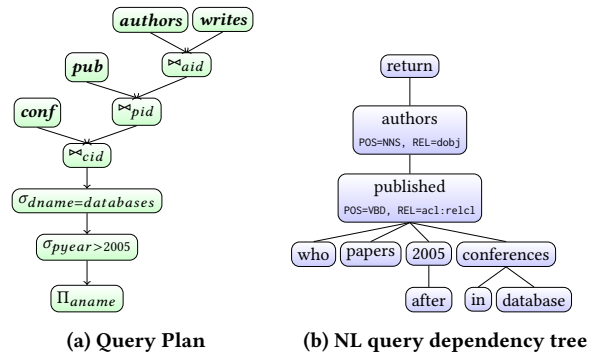 authors writes
⋈aid
pub
⋈pid
conf
⋈cid
σdname=databases
σpyear>2005
Πaname
(a) Query Plan
return
authors
POS=NNS, REL=dobj
published
POS=VBD, REL=acl:relcl
who papers 2005 conferences
after in database
(b) NL query dependency tree